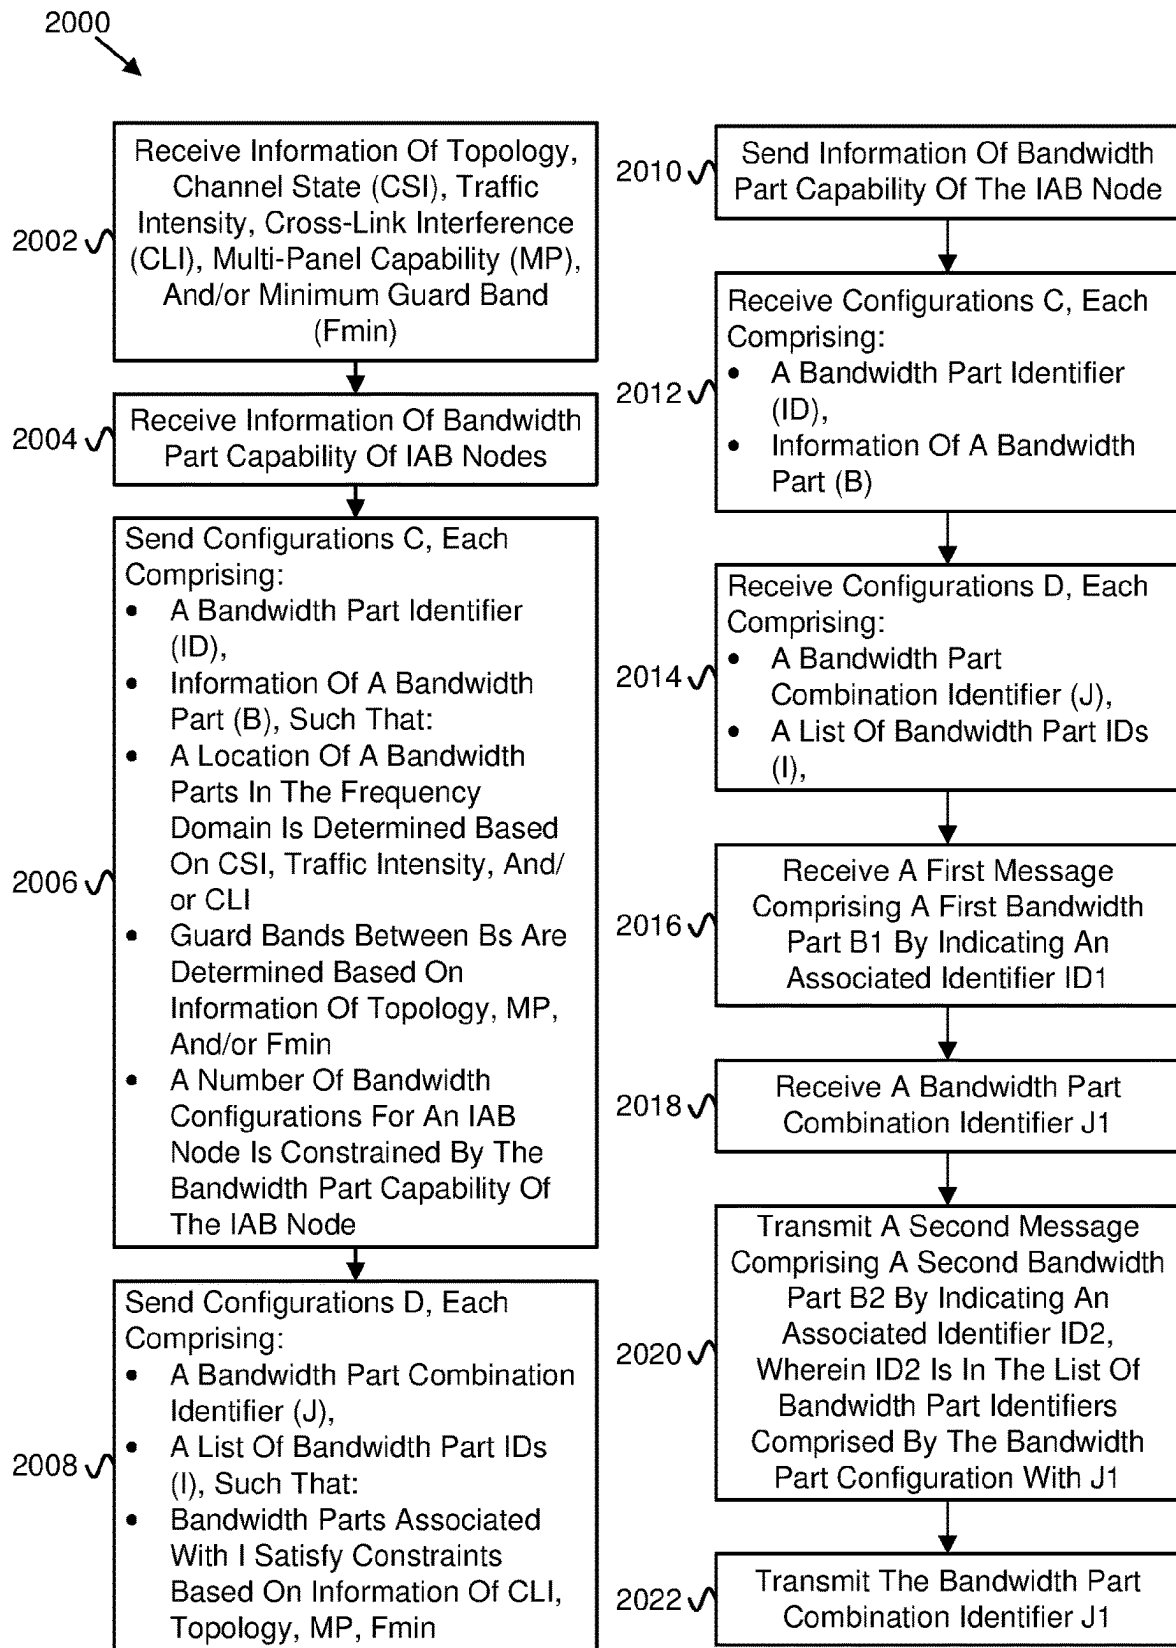 2000
2002
Receive Information Of Topology,
Channel State (CSI), Traffic
Intensity, Cross-Link Interference
(CLI), Multi-Panel Capability (MP),
And/or Minimum Guard Band
(Fmin)
2004
Receive Information Of Bandwidth
Part Capability Of IAB Nodes
2006
Send Configurations C, Each
Comprising:
• A Bandwidth Part Identifier
(ID),
• Information Of A Bandwidth
Part (B), Such That:
• A Location Of A Bandwidth
Parts In The Frequency
Domain Is Determined Based
On CSI, Traffic Intensity, And/
or CLI
• Guard Bands Between Bs Are
Determined Based On
Information Of Topology, MP,
And/or Fmin
• A Number Of Bandwidth
Configurations For An IAB
Node Is Constrained By The
Bandwidth Part Capability Of
The IAB Node
2008
Send Configurations D, Each
Comprising:
• A Bandwidth Part Combination
Identifier (J),
• A List Of Bandwidth Part IDs
(I), Such That:
• Bandwidth Parts Associated
With I Satisfy Constraints
Based On Information Of CLI,
Topology, MP, Fmin
2010
Send Information Of Bandwidth
Part Capability Of The IAB Node
2012
Receive Configurations C, Each
Comprising:
• A Bandwidth Part Identifier
(ID),
• Information Of A Bandwidth
Part (B)
2014
Receive Configurations D, Each
Comprising:
• A Bandwidth Part
Combination Identifier (J),
• A List Of Bandwidth Part IDs
(I),
2016
Receive A First Message
Comprising A First Bandwidth
Part B1 By Indicating An
Associated Identifier ID1
2018
Receive A Bandwidth Part
Combination Identifier J1
2020
Transmit A Second Message
Comprising A Second Bandwidth
Part B2 By Indicating An
Associated Identifier ID2,
Wherein ID2 Is In The List Of
Bandwidth Part Identifiers
Comprised By The Bandwidth
Part Configuration With J1
2022
Transmit The Bandwidth Part
Combination Identifier J1